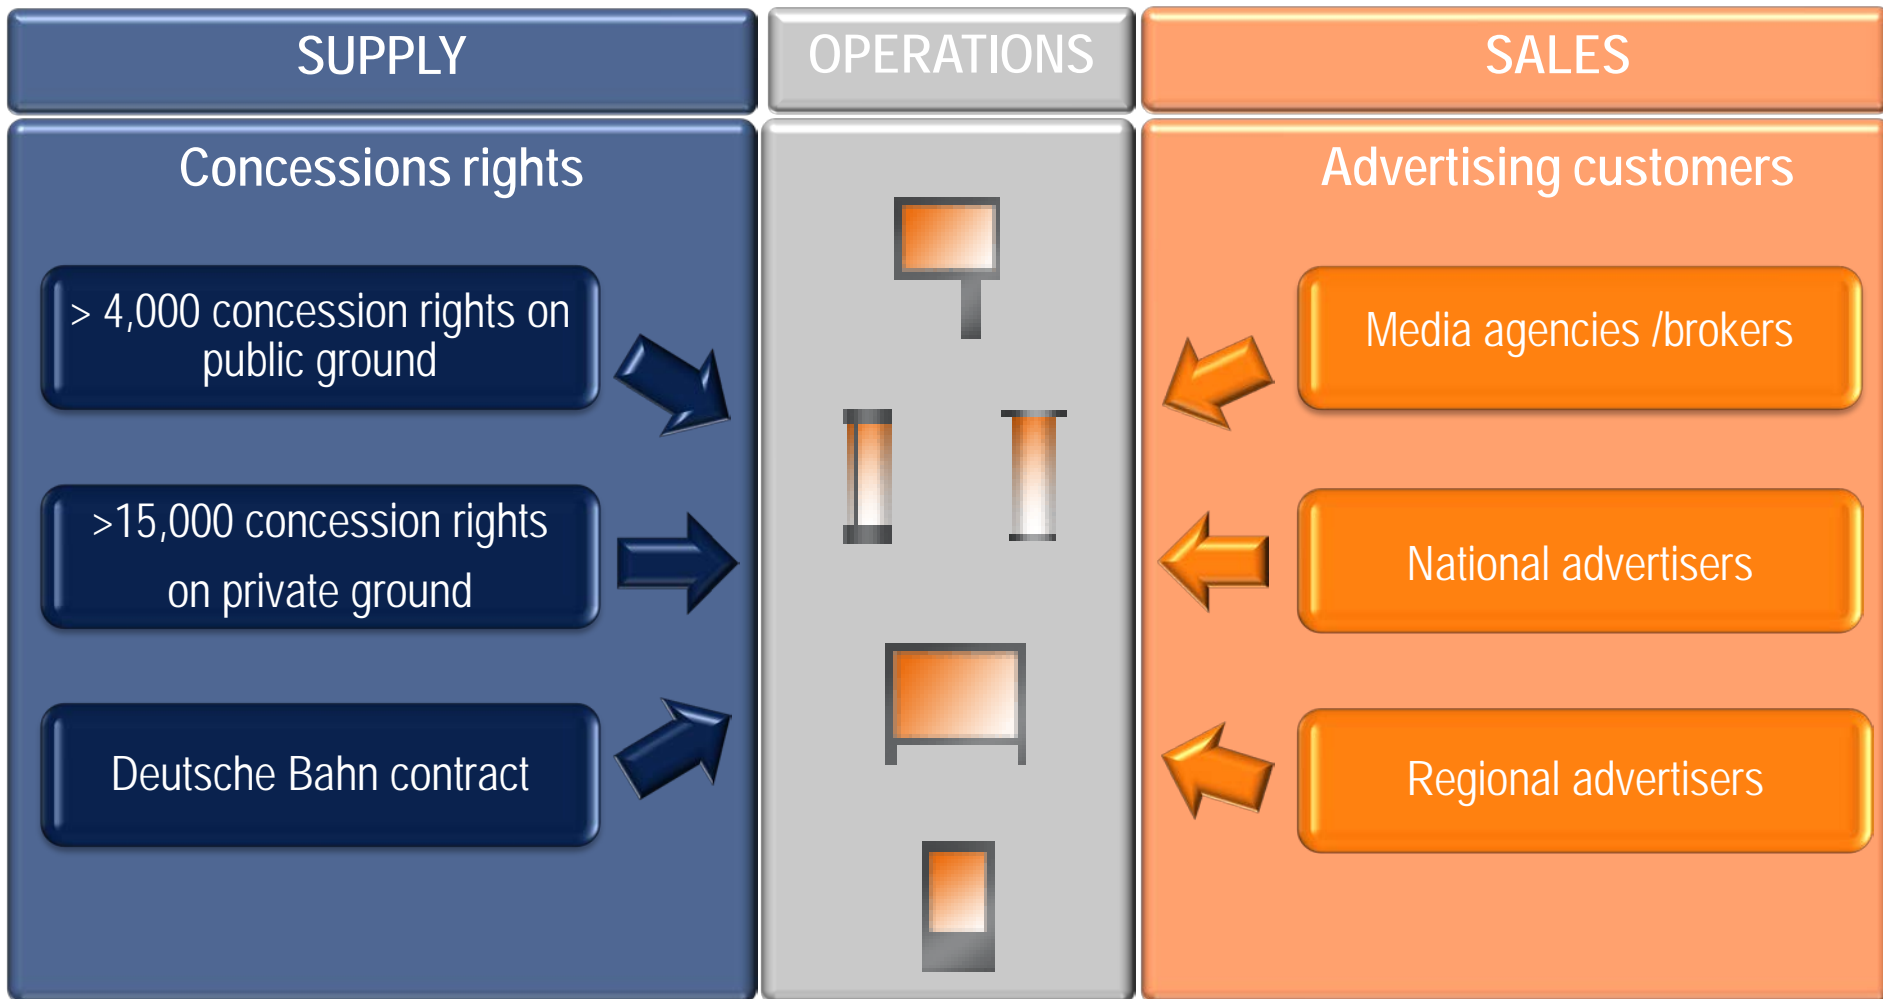 SUPPLY
OPERATIONS
SALES
Concessions rights
> 4,000 concession rights on
public ground
>15,000 concession rights
on private ground
Deutsche Bahn contract
Advertising customers
Media agencies /brokers
National advertisers
Regional advertisers